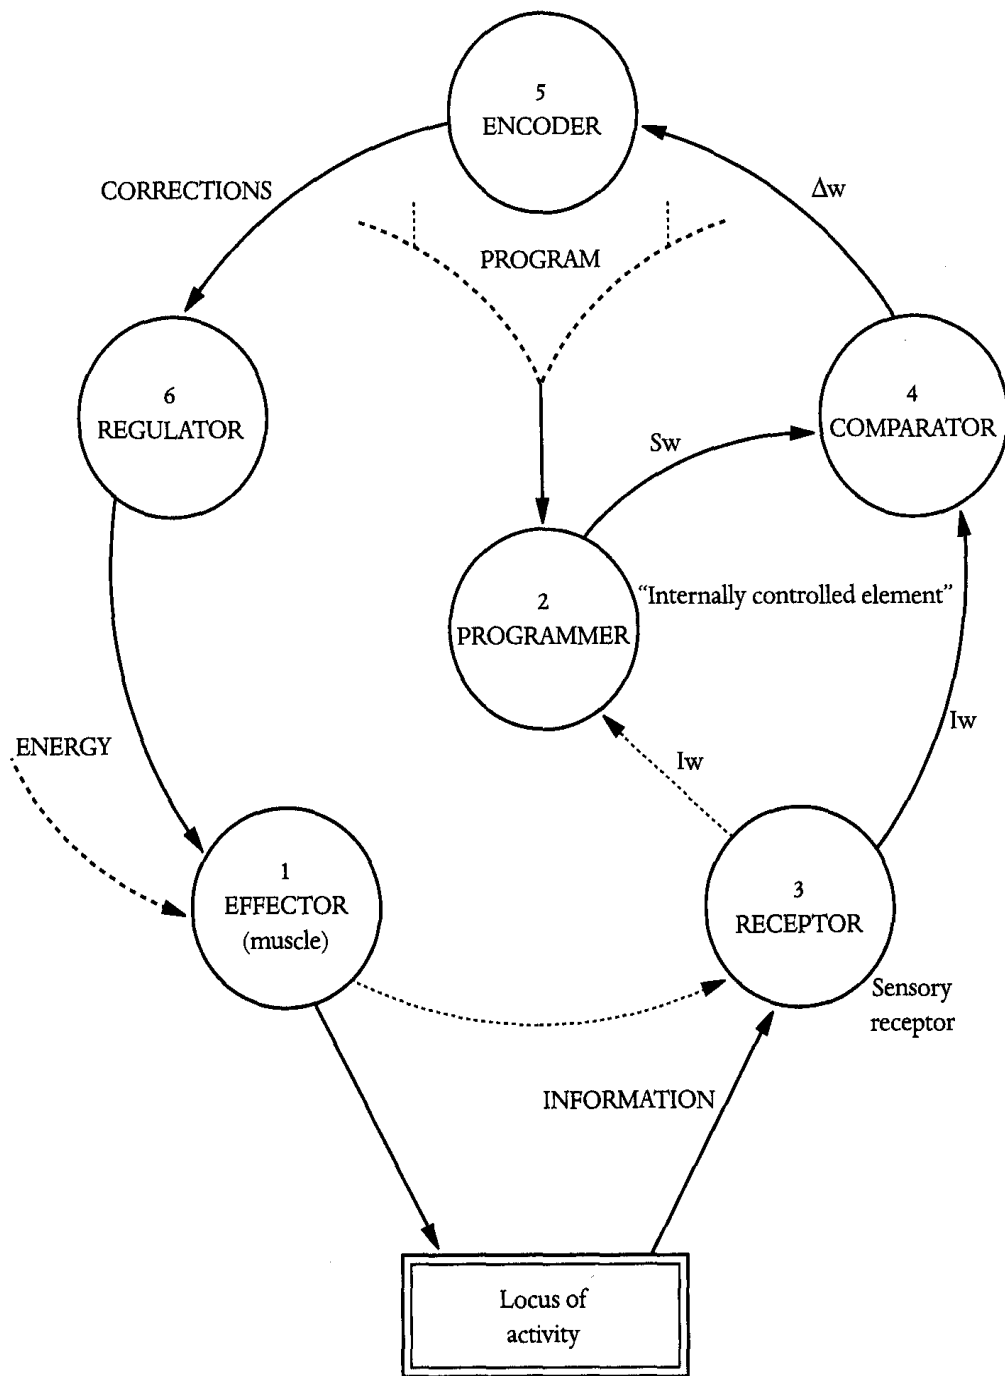 5
ENCODER
CORRECTIONS
Δw
PROGRAM
6
REGULATOR
4
COMPARATOR
Sw
2
PROGRAMMER
“Internally controlled element”
Iw
Iw
ENERGY
1
EFFECTOR
(muscle)
3
RECEPTOR
Sensory
receptor
INFORMATION
Locus of
activity